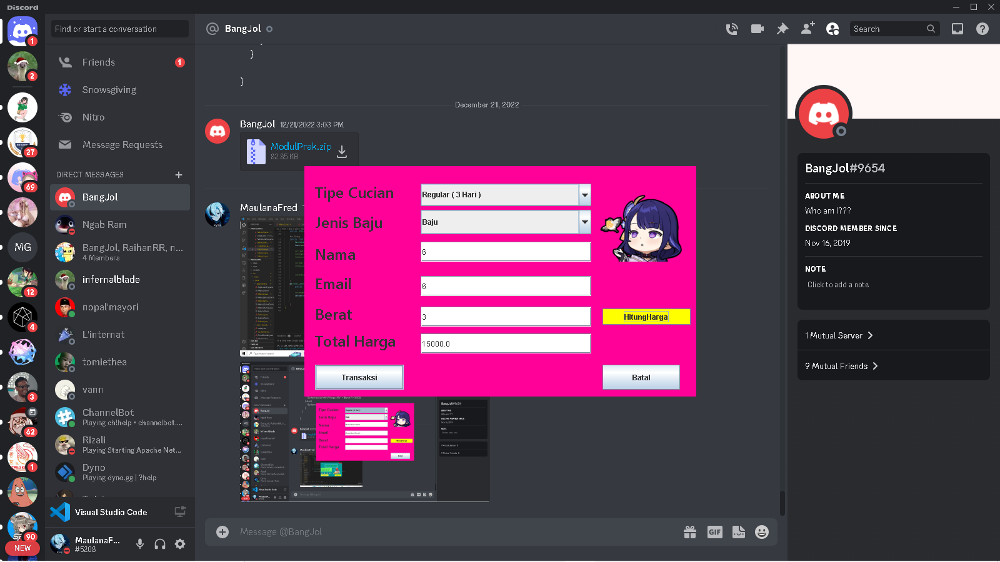 Discord
Find or start a conversation
Friends
1
Snowsgiving
Nitro
Message Requests
DIRECT MESSAGES
BangJol
Ngab Ram
BangJol, RaihanRR, n...
4 Members
infernalblade
nopal'mayori
L'internat
tomiethea
vann
ChannelBot
Playing ch!help • channelbot....
Rizali
Playing Starting Apache Net...
Dyno
Playing dyno.gg | ?help
Visual Studio Code
MaulanaF...
#5208
1
2
27
69
MG
12
4
3
62
1
90
NEW
BangJol
Search
}
}
December 21, 2022
BangJol 12/21/2022 3:03 PM
ModulPrak.zip
82.85 KB
MaulanaFred
Tipe Cucian
Regular ( 3 Hari )
Jenis Baju
Baju
Nama
6
Email
6
Berat
3
HitungHarga
Total Harga
15000.0
Transaksi
Batal
Message @BangJol
GIF
BangJol#9654
ABOUT ME
Who am I???
DISCORD MEMBER SINCE
Nov 16, 2019
NOTE
Click to add a note
1 Mutual Server
9 Mutual Friends